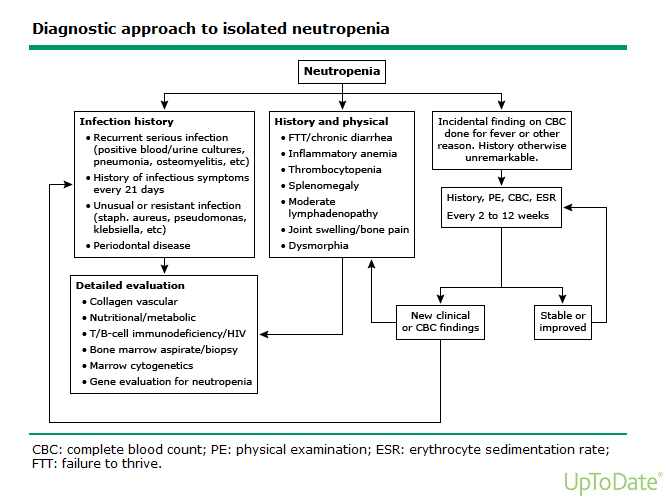 Diagnostic approach to isolated neutropenia
Neutropenia
Infection history
• Recurrent serious infection
(positive blood/urine cultures,
pneumonia, osteomyelitis, etc)
• History of infectious symptoms
every 21 days
• Unusual or resistant infection
(staph. aureus, pseudomonas,
klebsiella, etc)
• Periodontal disease
History and physical
• FTT/chronic diarrhea
• Inflammatory anemia
• Thrombocytopenia
• Splenomegaly
• Moderate
lymphadenopathy
• Joint swelling/bone pain
• Dysmorphia
Incidental finding on CBC
done for fever or other
reason. History otherwise
unremarkable.
History, PE, CBC, ESR
Every 2 to 12 weeks
Detailed evaluation
• Collagen vascular
• Nutritional/metabolic
• T/B-cell immunodeficiency/HIV
• Bone marrow aspirate/biopsy
• Marrow cytogenetics
• Gene evaluation for neutropenia
New clinical
or CBC findings
Stable or
improved
CBC: complete blood count; PE: physical examination; ESR: erythrocyte sedimentation rate;
FTT: failure to thrive.
UpToDate®